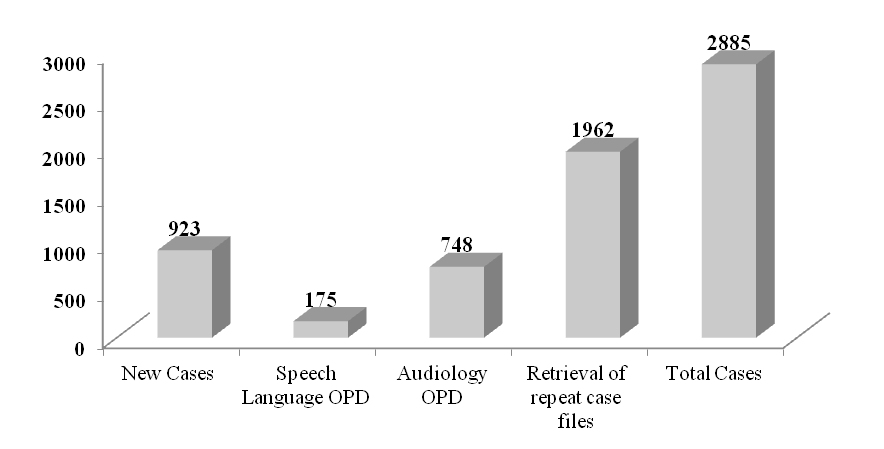 2885
3000
2500
1962
2000
1500
923
748
1000
175
500
0
New Cases
Speech
Language OPD
Audiology
OPD
Retrieval of
repeat case
files
Total Cases